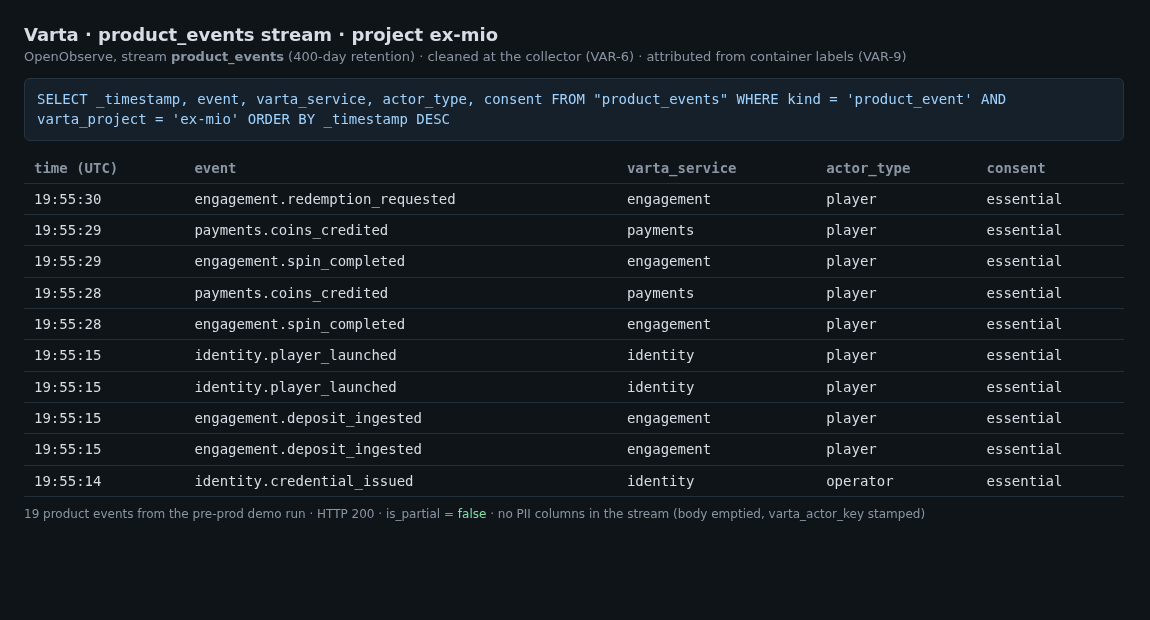 Varta · product_events stream · project ex-mio
OpenObserve, stream product_events (400-day retention) · cleaned at the collector (VAR-6) · attributed from container labels (VAR-9)
SELECT _timestamp, event, varta_service, actor_type, consent FROM "product_events" WHERE kind = 'product_event' AND
varta_project = 'ex-mio' ORDER BY _timestamp DESC
time (UTC) event varta_service actor_type consent
19:55:30 engagement.redemption_requested engagement player essential
19:55:29 payments.coins_credited payments player essential
19:55:29 engagement.spin_completed engagement player essential
19:55:28 payments.coins_credited payments player essential
19:55:28 engagement.spin_completed engagement player essential
19:55:15 identity.player_launched identity player essential
19:55:15 identity.player_launched identity player essential
19:55:15 engagement.deposit_ingested engagement player essential
19:55:15 engagement.deposit_ingested engagement player essential
19:55:14 identity.credential_issued identity operator essential
19 product events from the pre-prod demo run · HTTP 200 · is_partial = false · no PII columns in the stream (body emptied, varta_actor_key stamped)